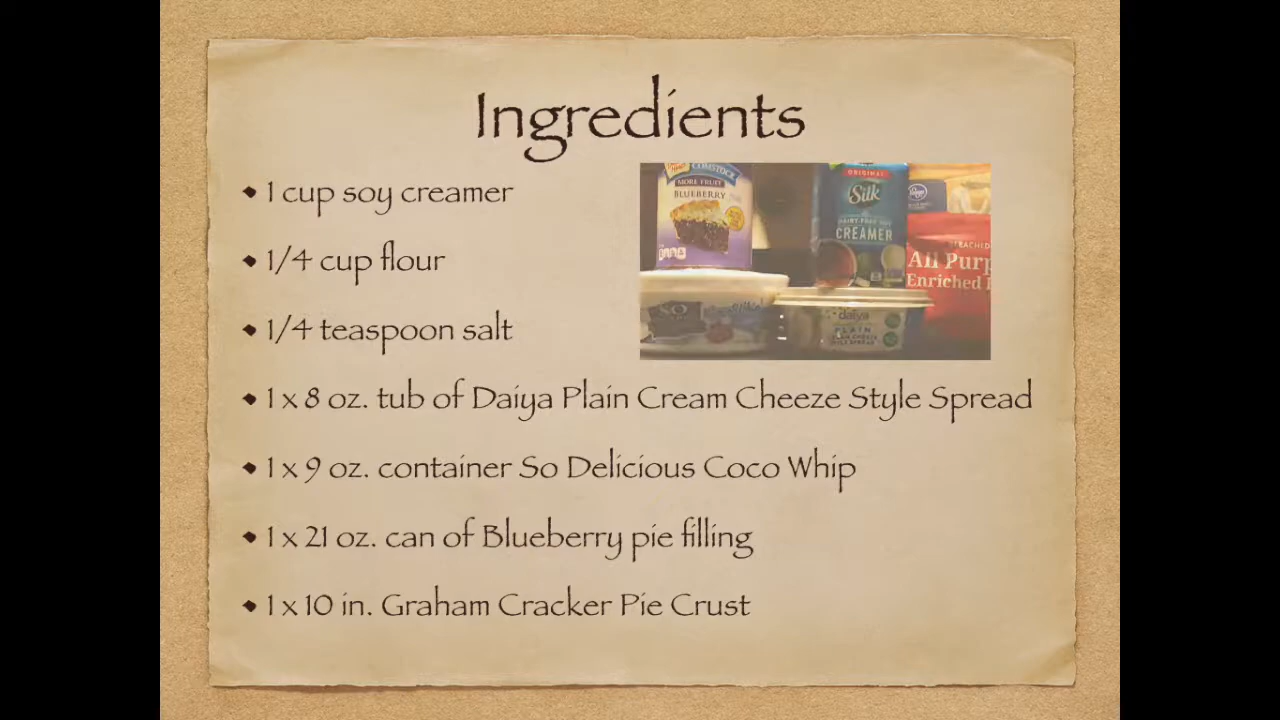 Ingredients
1 cup soy creamer
1/4 cup flour
1/4 teaspoon salt
1 x 8 oz. tub of Daiya Plain Cream Cheeze Style Spread
1 x 9 oz. container So Delicious Coco Whip
1 x 21 oz. can of Blueberry pie filling
1 x 10 in. Graham Cracker Pie Crust
COMSTOCK
MORE FRUIT
BLUEBERRY
ORIGINAL
Silk
CREAMER
All Purp
Enriched
SO
daiya
PLAIN